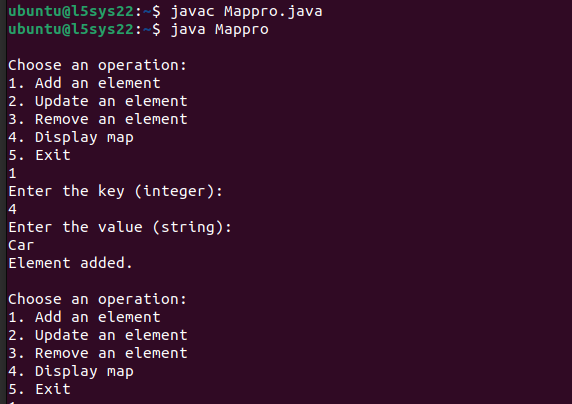 ubuntu@l5sys22:~$ javac Mappro.java
ubuntu@l5sys22:~$ java Mappro
Choose an operation:
1. Add an element
2. Update an element
3. Remove an element
4. Display map
5. Exit
1
Enter the key (integer):
4
Enter the value (string):
Car
Element added.
Choose an operation:
1. Add an element
2. Update an element
3. Remove an element
4. Display map
5. Exit